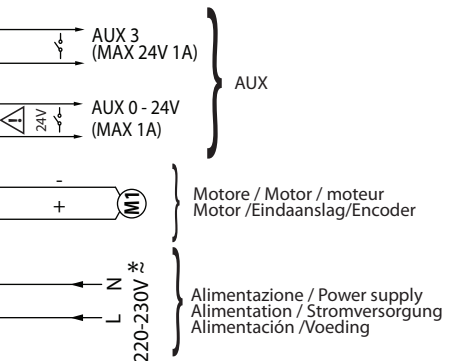 AUX 3
(MAX 24V 1A)
AUX
24V
AUX 0 - 24V
(MAX 1A)
-
+
M1
Motore / Motor / moteur
Motor /Eindaanslag/Encoder
N
L
220-230V *~
Alimentazione / Power supply
Alimentation / Stromversorgung
Alimentación /Voeding